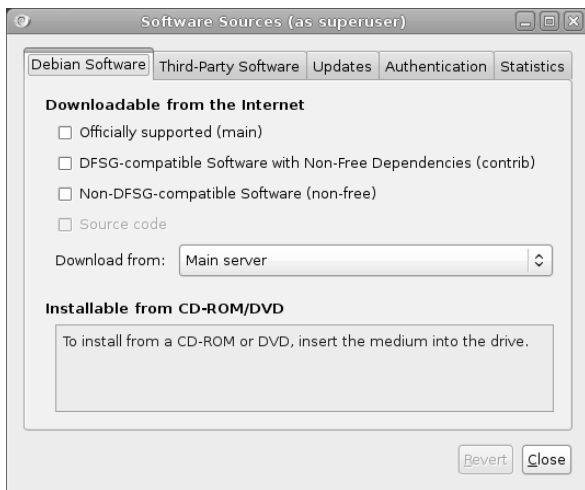 Software Sources (as superuser)
Debian Software Third-Party Software Updates Authentication Statistics
Downloadable from the Internet
Officially supported (main)
DFSG-compatible Software with Non-Free Dependencies (contrib)
Non-DFSG-compatible Software (non-free)
Source code
Download from: Main server
Installable from CD-ROM/DVD
To install from a CD-ROM or DVD, insert the medium into the drive.
Revert Close